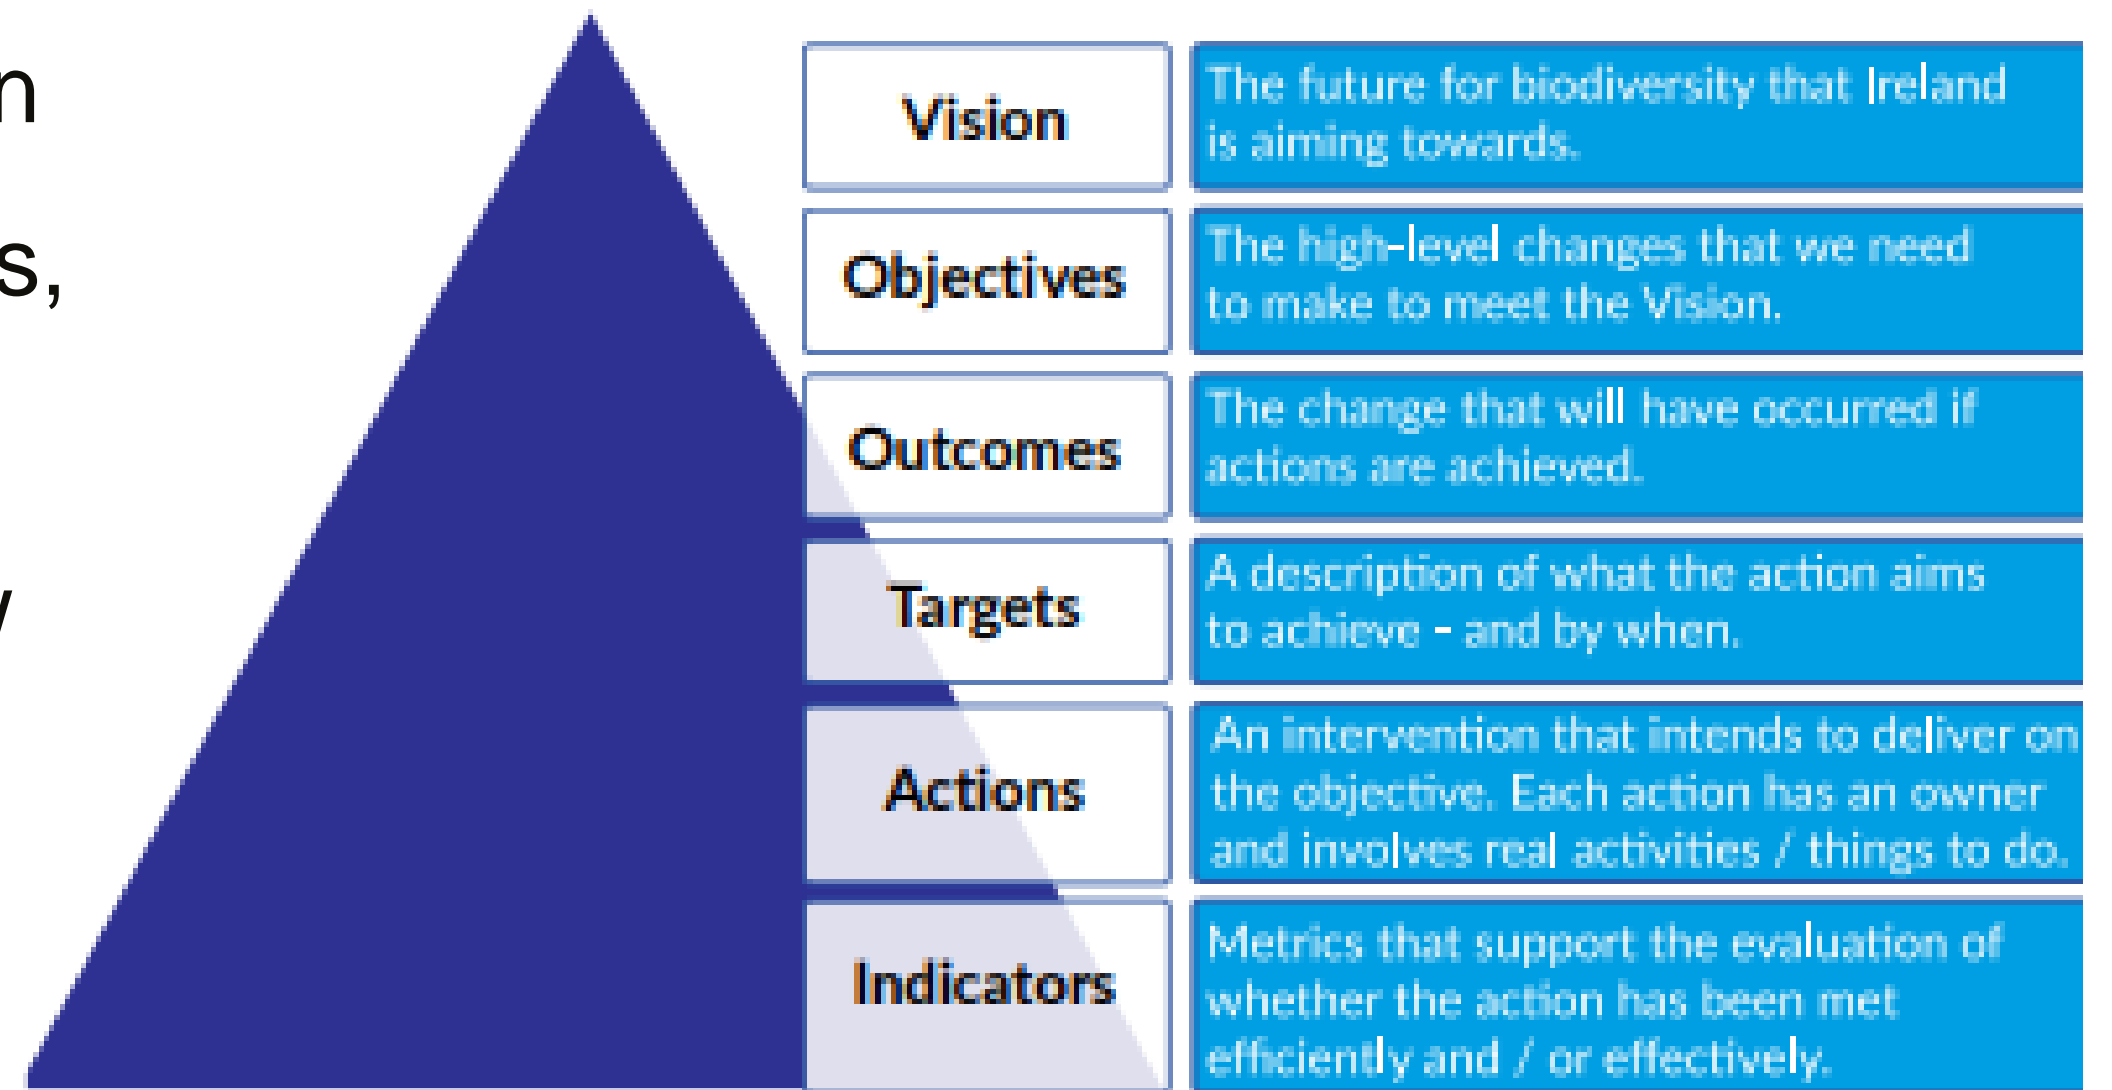 n
s,
y
Vision
The future for biodiversity that Ireland
is aiming towards.
Objectives
The high-level changes that we need
to make to meet the Vision.
Outcomes
The change that will have occurred if
actions are achieved.
Targets
A description of what the action aims
to achieve - and by when.
Actions
An intervention that intends to deliver on
the objective. Each action has an owner
and involves real activities / things to do.
Indicators
Metrics that support the evaluation of
whether the action has been met
efficiently and / or effectively.